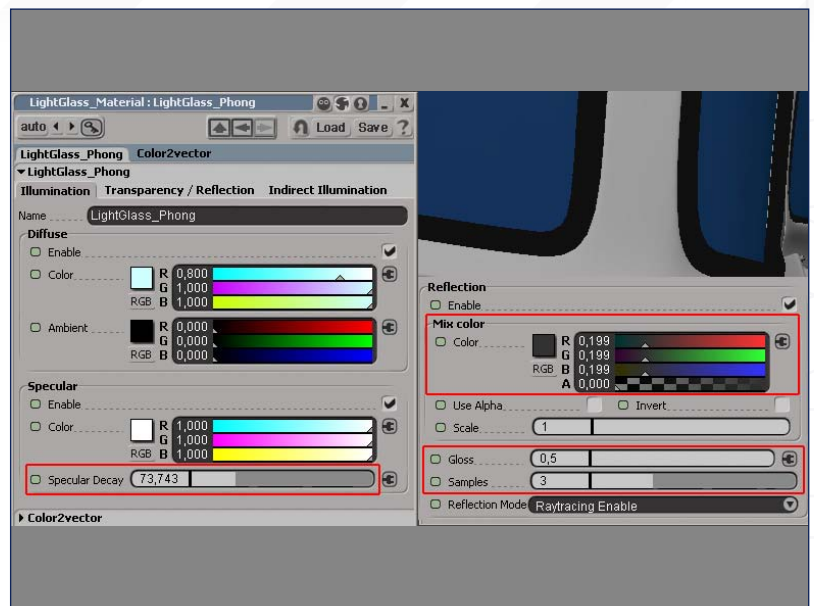 LightGlass_Material : LightGlass_Phong
auto
Load Save ?
LightGlass_Phong Color2vector
LightGlass_Phong
Illumination Transparency / Reflection Indirect Illumination
Name LightGlass_Phong
Diffuse
Enable
Color R 0,800
G 1,000
RGB B 1,000
Ambient R 0,000
G 0,000
RGB B 0,000
Specular
Enable
Color R 1,000
G 1,000
RGB B 1,000
Specular Decay 73,743
Color2vector
Reflection
Enable
Mix color
Color R 0,199
G 0,199
RGB B 0,199
A 0,000
Use Alpha Invert
Scale 1
Gloss 0,5
Samples 3
Reflection Mode Raytracing Enable